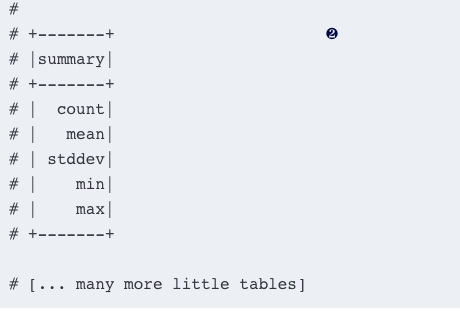 #
# +-------+ ❷
# |summary|
# +-------+
# |  count|
# |   mean|
# | stddev|
# |    min|
# |    max|
# +-------+
# [... many more little tables]